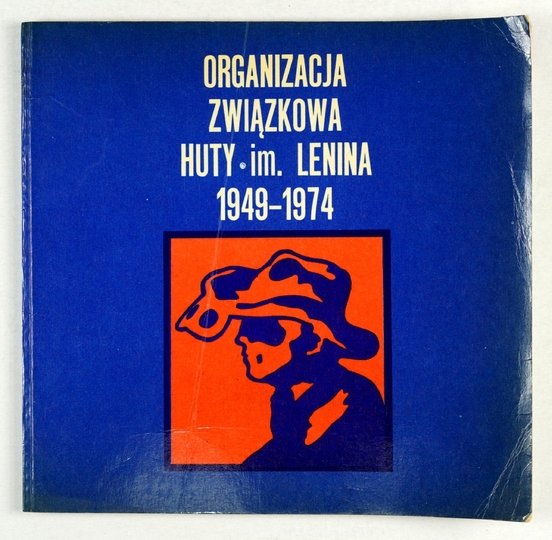 ORGANIZACJA
ZWIĄZKOWA
HUTY im. LENINA
1949-1974